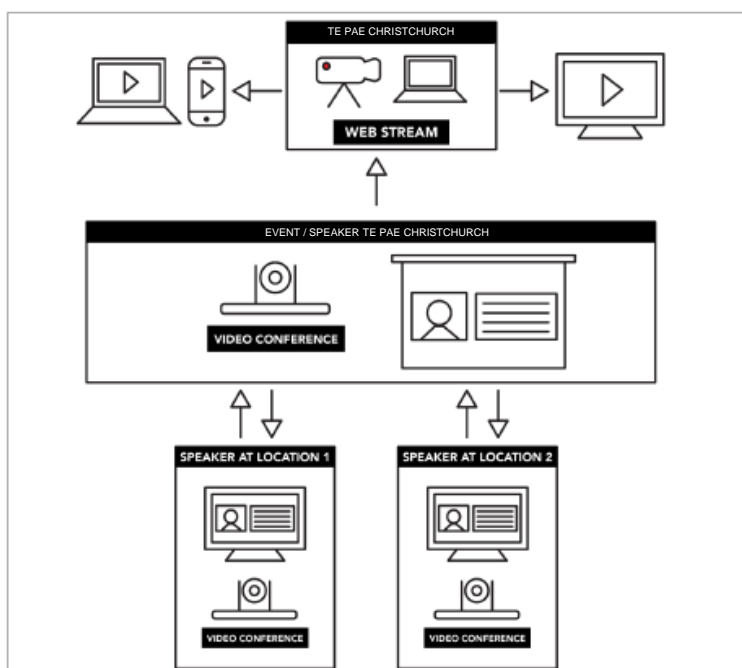 TE PAE CHRISTCHURCH
WEB STREAM
EVENT / SPEAKER TE PAE CHRISTCHURCH
VIDEO CONFERENCE
SPEAKER AT LOCATION 1
VIDEO CONFERENCE
SPEAKER AT LOCATION 2
VIDEO CONFERENCE